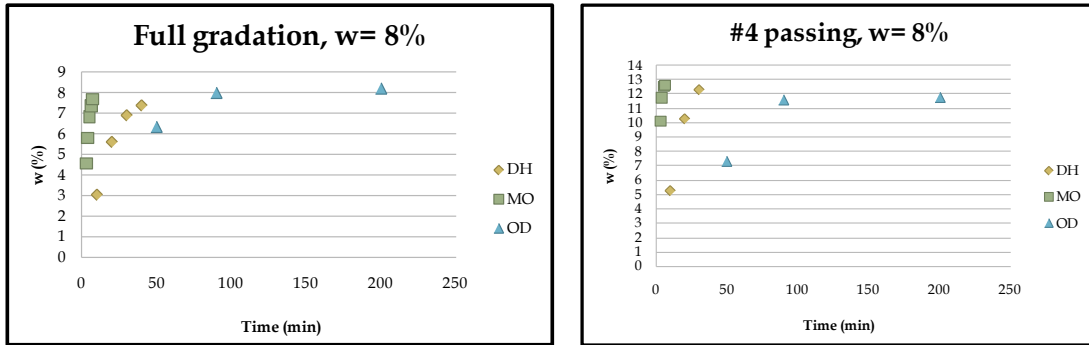 Full gradation, w= 8%
9
8
7
6
5
4
3
2
1
0
w (%)
0 50 100 150 200 250
Time (min)
DH
MO
OD
#4 passing, w= 8%
14
13
12
11
10
9
8
7
6
5
4
3
2
1
0
w (%)
0 50 100 150 200 250
Time (min)
DH
MO
OD